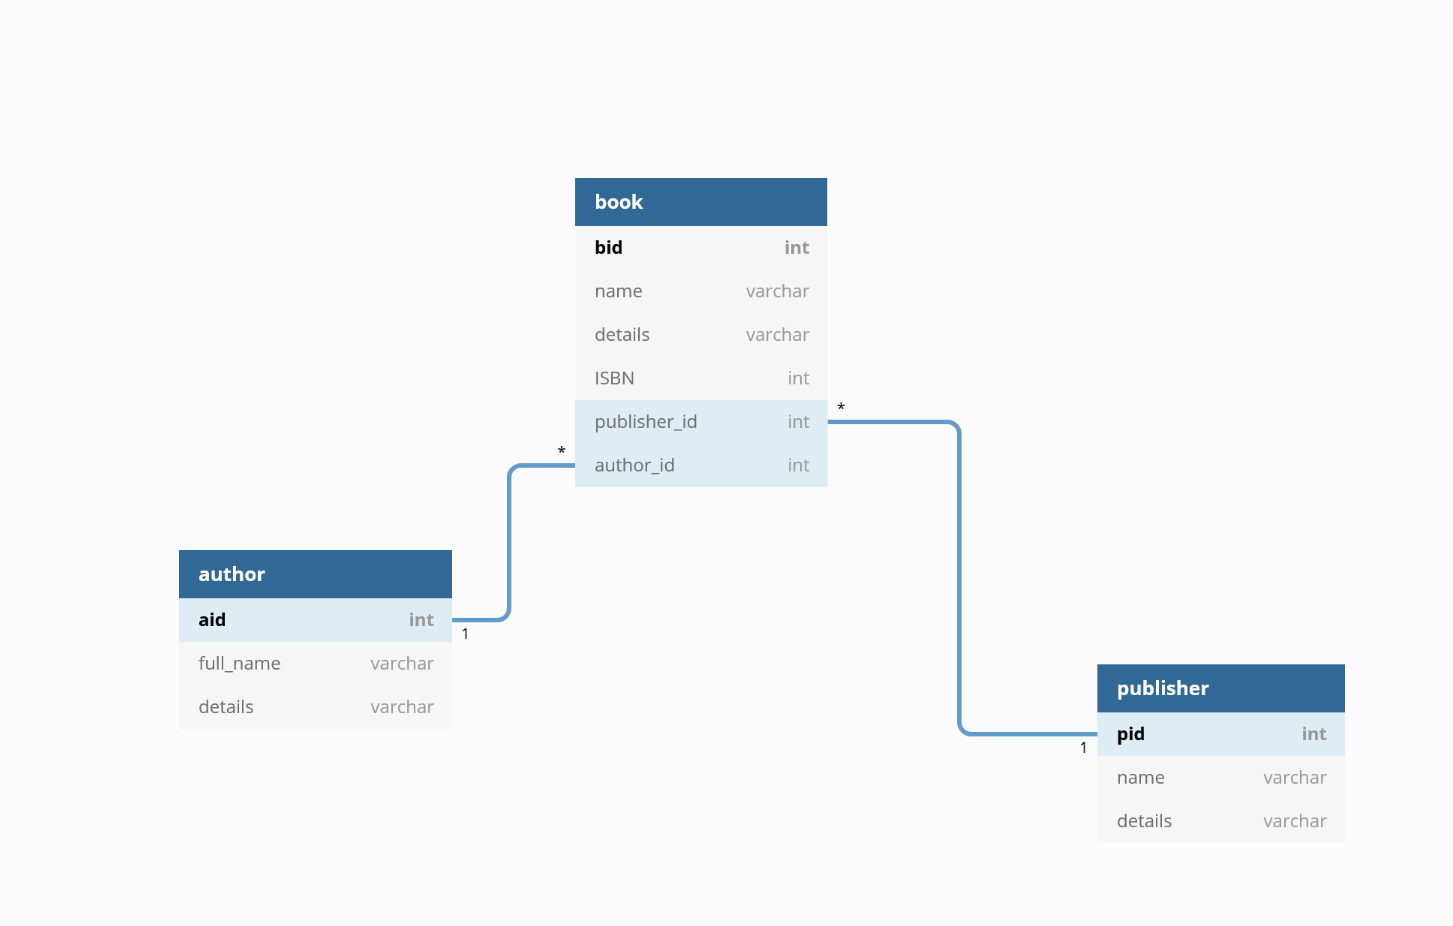 book
bid int
name varchar
details varchar
ISBN int
publisher_id int
*
author_id int
*
author
aid int
1
full_name varchar
details varchar
publisher
pid int
1
name varchar
details varchar